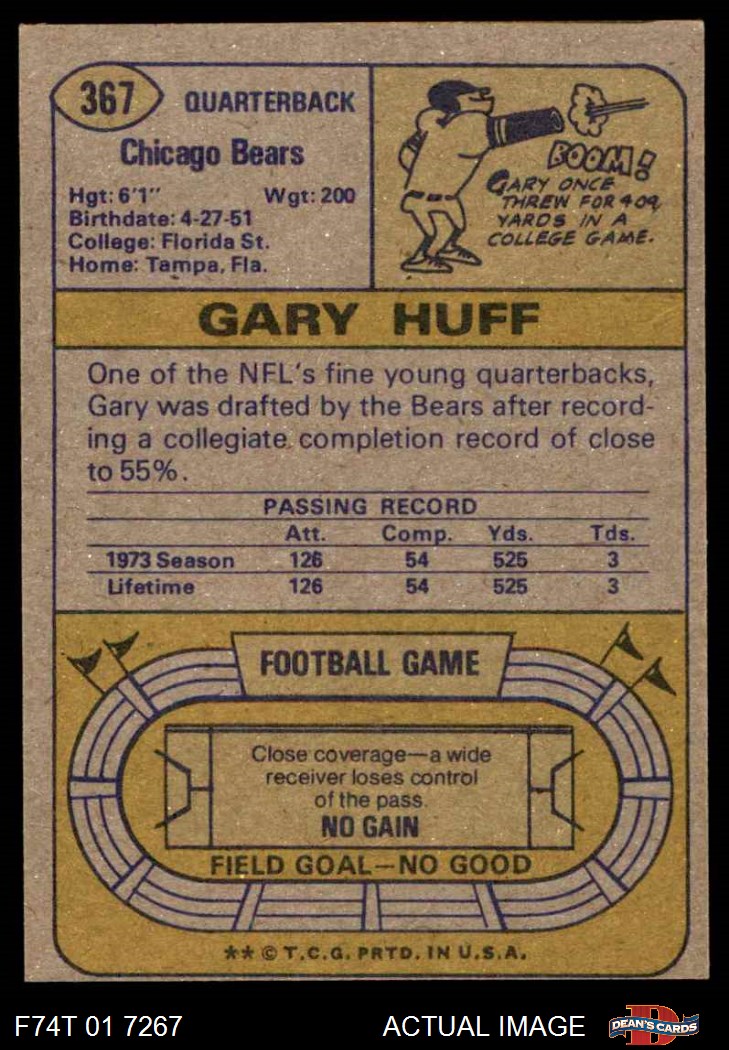 367
QUARTERBACK
Chicago Bears
Hgt: 6'1" Wgt: 200
Birthdate: 4-27-51
College: Florida St.
Home: Tampa, Fla.
BOOM!
GARY ONCE
THREW FOR 409
YARDS IN A
COLLEGE GAME.
GARY HUFF
One of the NFL's fine young quarterbacks,
Gary was drafted by the Bears after record-
ing a collegiate completion record of close
to 55%.
PASSING RECORD
Att. Comp. Yds. Tds.
1973 Season 126 54 525 3
Lifetime 126 54 525 3
FOOTBALL GAME
Close coverage—a wide
receiver loses control
of the pass.
NO GAIN
FIELD GOAL—NO GOOD
** © T.C.G. PRTD. IN U.S.A.
F74T 01 7267 ACTUAL IMAGE
D
DEAN'S CARDS